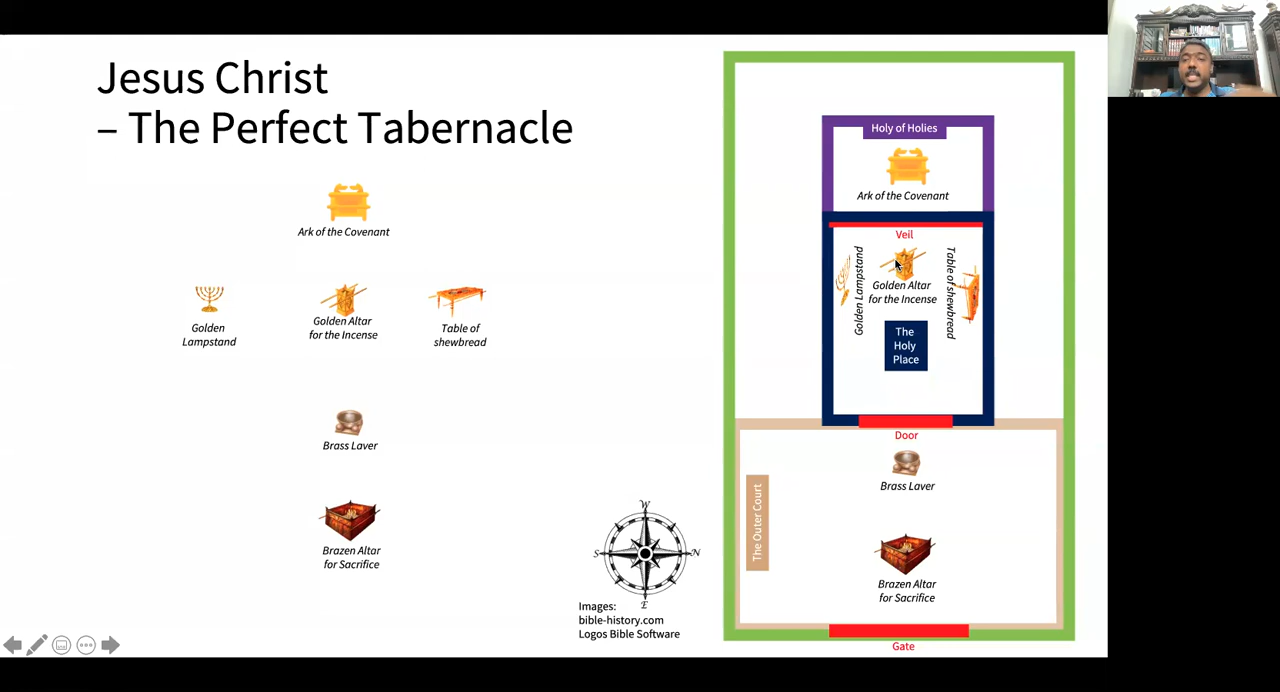 Jesus Christ
– The Perfect Tabernacle
Ark of the Covenant
Golden
Lampstand
Golden Altar
for the Incense
Table of
shewbread
Brass Laver
Brazen Altar
for Sacrifice
W
S
N
E
Images:
bible-history.com
Logos Bible Software
Holy of Holies
Ark of the Covenant
Veil
Golden Lampstand
Golden Altar
for the Incense
Table of shewbread
The
Holy
Place
Door
Brass Laver
The Outer Court
Brazen Altar
for Sacrifice
Gate